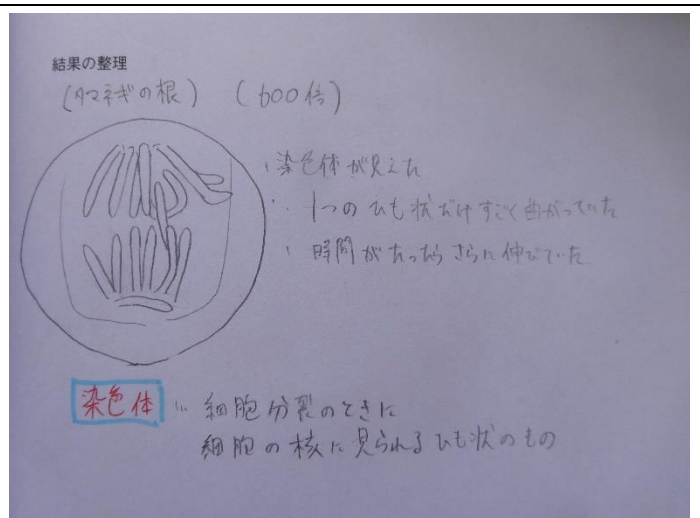 結果の整理
(タマネギの根) (600倍)
・染色体が見えた
・1つのひも状だけすごく曲がっていた
・時間がたったらさらに伸びていた
染色体 … 細胞分裂のときに
細胞の核に見られるひも状のもの